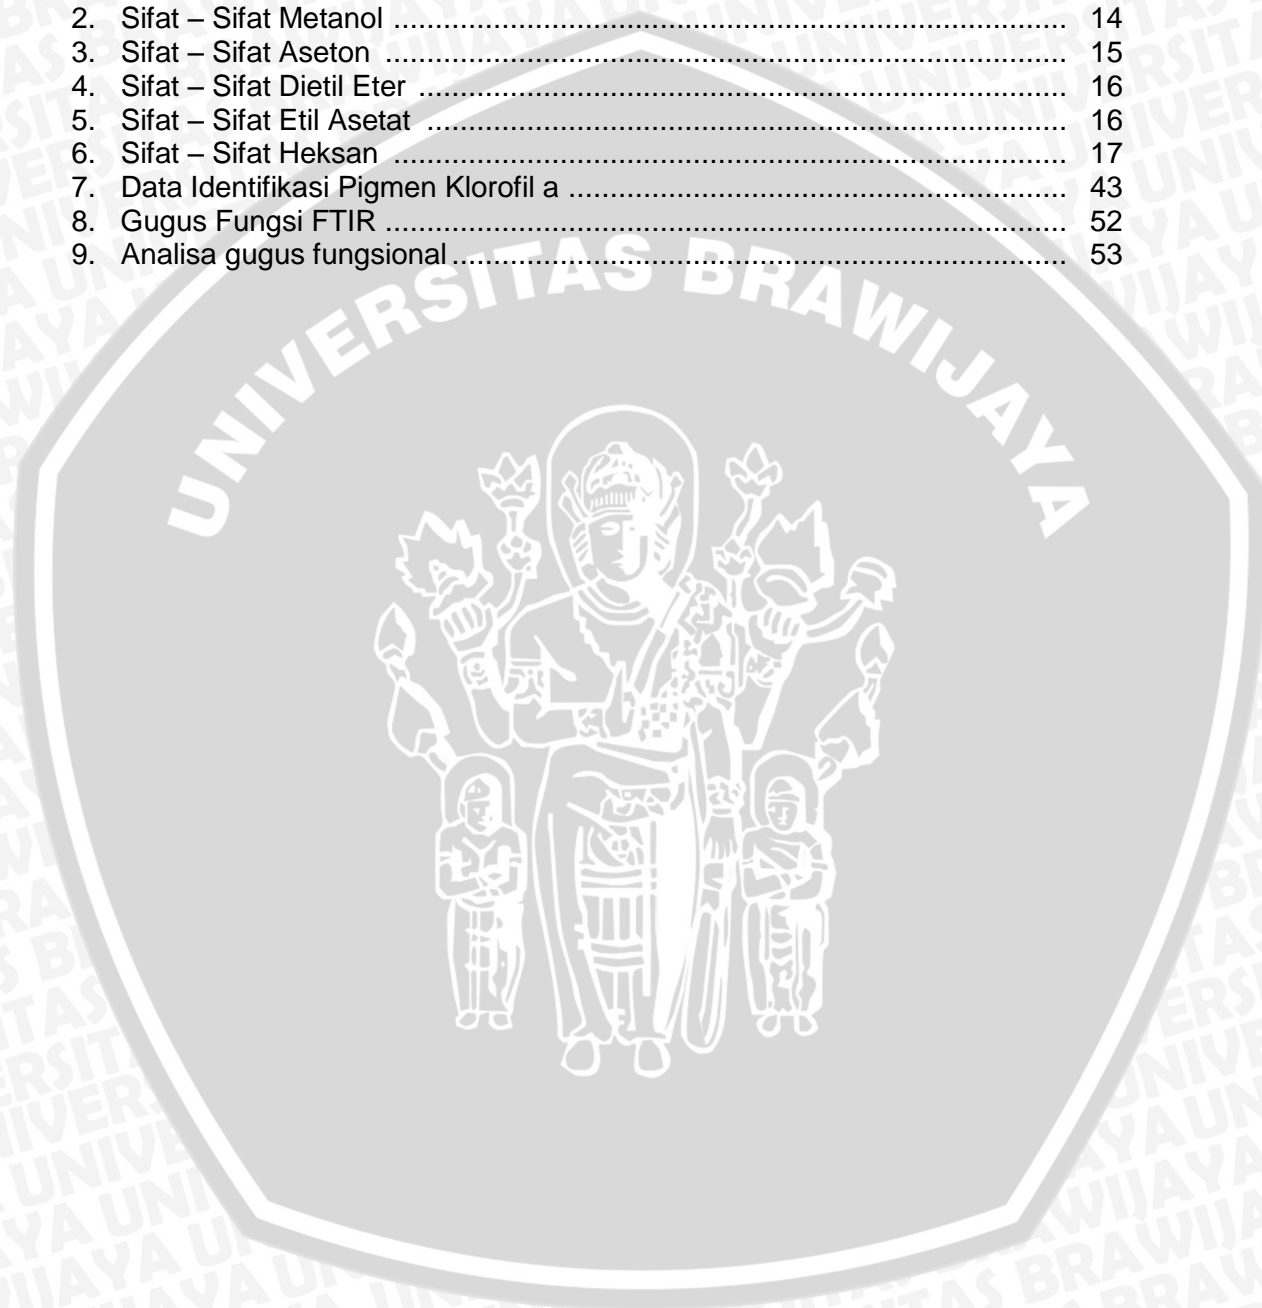 2. Sifat – Sifat Metanol ................................................................................. 14
3. Sifat – Sifat Aseton .................................................................................. 15
4. Sifat – Sifat Dietil Eter .............................................................................. 16
5. Sifat – Sifat Etil Asetat ............................................................................. 16
6. Sifat – Sifat Heksan ................................................................................. 17
7. Data Identifikasi Pigmen Klorofil a ............................................................ 43
8. Gugus Fungsi FTIR .................................................................................. 52
9. Analisa gugus fungsional .......................................................................... 53
UNIVERSITAS BRAWIJAYA